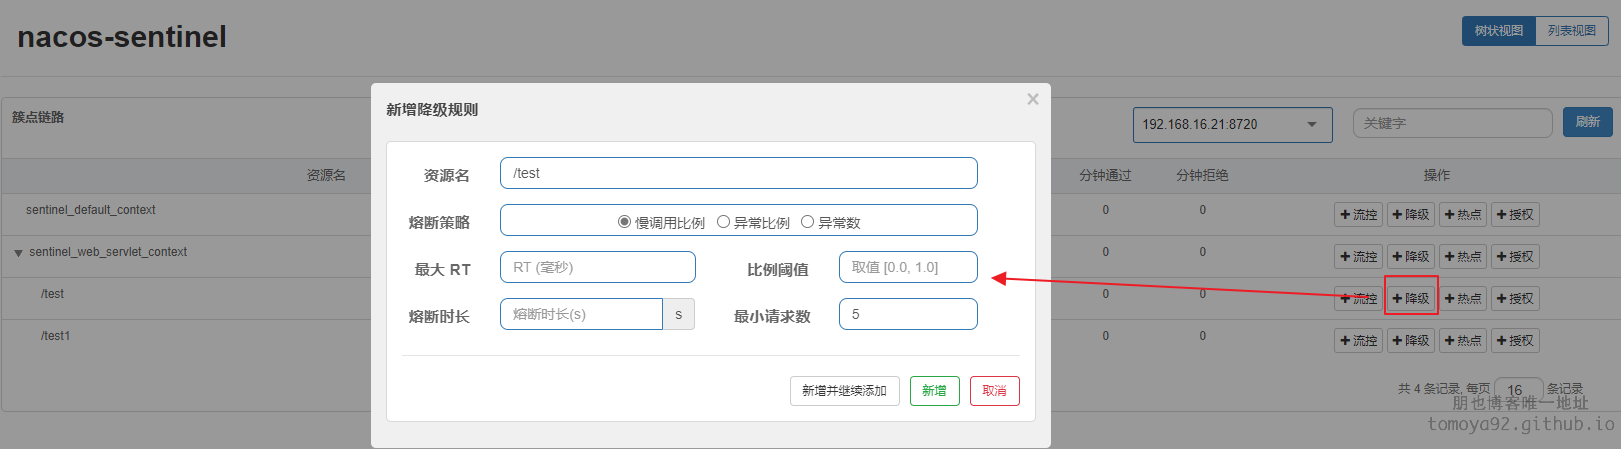 nacos-sentinel
树状视图 列表视图
簇点链路
192.168.16.21:8720 关键字 刷新
资源名 分钟通过 分钟拒绝 操作
sentinel_default_context 0 0 流控 降级 热点 授权
sentinel_web_servlet_context 0 0 流控 降级 热点 授权
/test 0 0 流控 降级 热点 授权
/test1 0 0 流控 降级 热点 授权
共 4 条记录, 每页 16 条记录
新增降级规则 ×
资源名 /test
熔断策略 慢调用比例 异常比例 异常数
最大 RT RT (毫秒) 比例阈值 取值 [0.0, 1.0]
熔断时长 熔断时长(s) s 最小请求数 5
新增并继续添加 新增 取消
朋也博客唯一地址
tomoya92.github.io